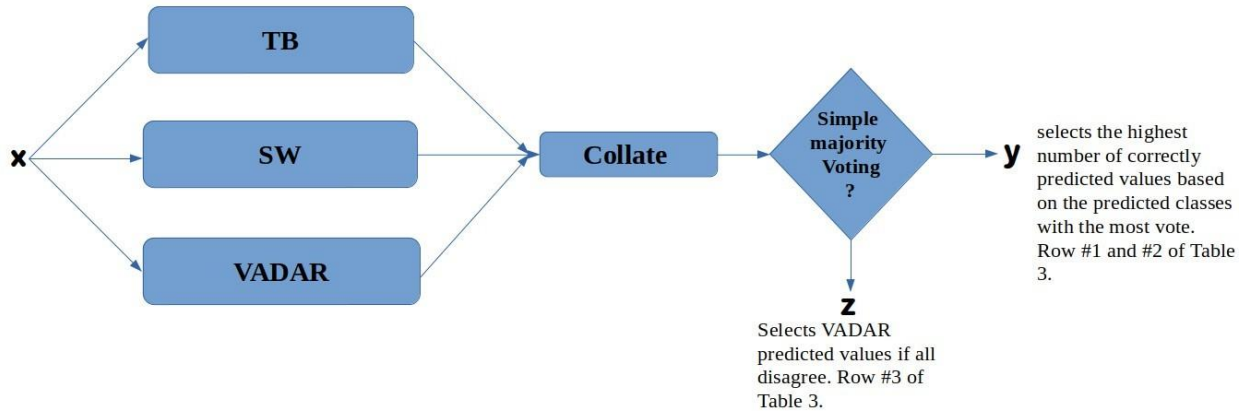 TB
x
SW
VADAR
Collate
Simple
majority
Voting
?
y
selects the highest
number of correctly
predicted values based
on the predicted classes
with the most vote.
Row #1 and #2 of Table
3.
z
Selects VADAR
predicted values if all
disagree. Row #3 of
Table 3.